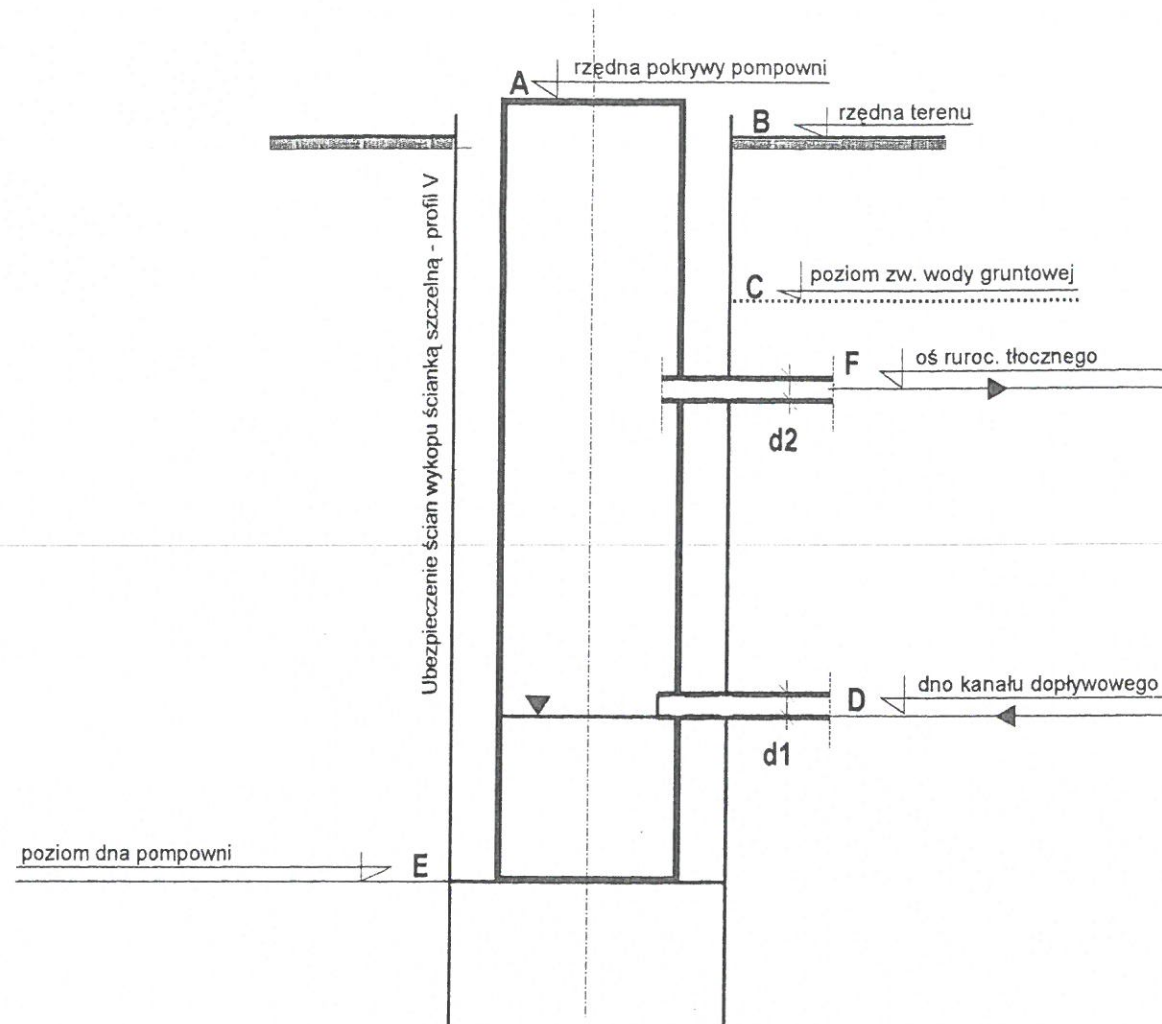 A
rzędna pokrywy pompowni
B
rzędna terenu
Ubezpieczenie ścian wykopu ścianką szczelną - profil V
C
poziom zw. wody gruntowej
F
oś ruroc. tłocznego
d2
D
dno kanału dopływowego
d1
poziom dna pompowni
E